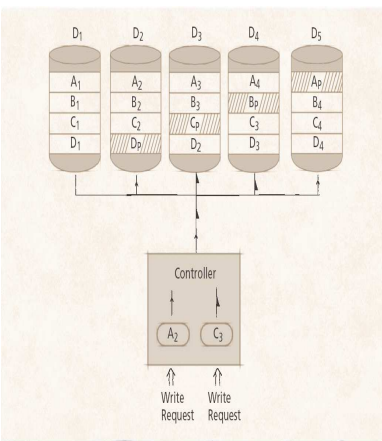 D1 D2 D3 D4 D5
A1 A2 A3 A4 AP
B1 B2 B3 BP B4
C1 C2 CP C3 C4
D1 DP D2 D3 D4
Controller
A2 C3
Write Write
Request Request